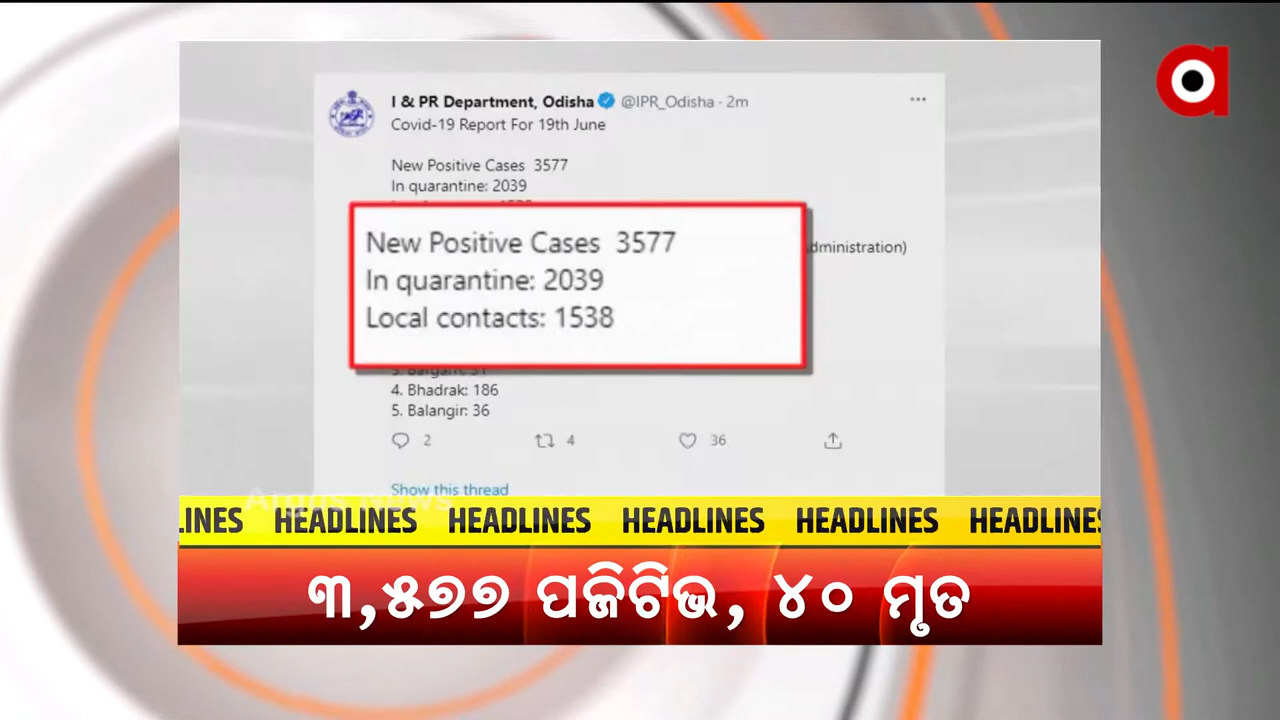 I & PR Department, Odisha @IPR_Odisha · 2m
Covid-19 Report For 19th June
New Positive Cases 3577
In quarantine: 2039
dministration)
New Positive Cases 3577
In quarantine: 2039
Local contacts: 1538
4. Bhadrak: 186
5. Balangir: 36
2 4 36
Show this thread
Argus News
LINES HEADLINES HEADLINES HEADLINES HEADLINES HEADLINES
୩,୫୭୭ ପଜିଟିଭ, ୪୦ ମୃତ